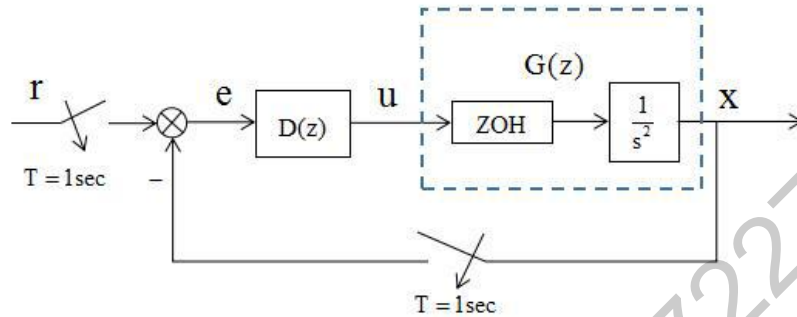 G(z)
r
e
u
x
D(z)
ZOH
1
s²
T = 1sec
−
T = 1sec